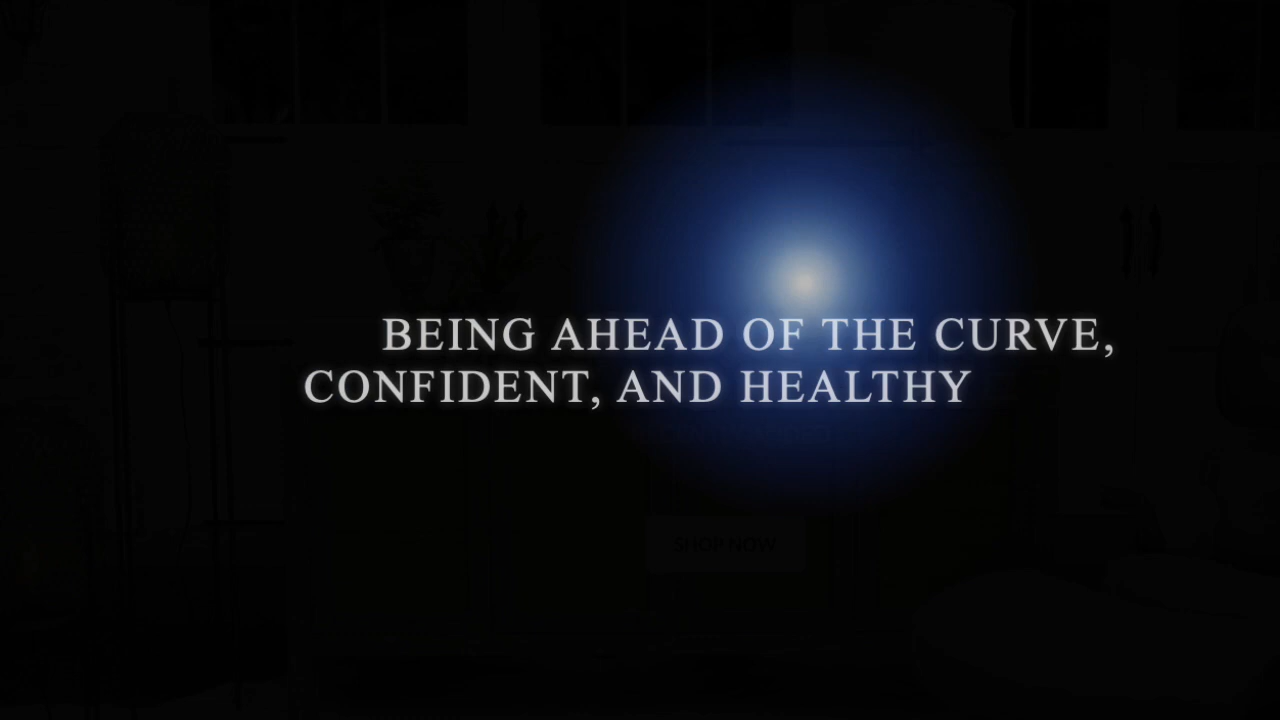 BEING AHEAD OF THE CURVE,
CONFIDENT, AND HEALTHY
SHOP NOW